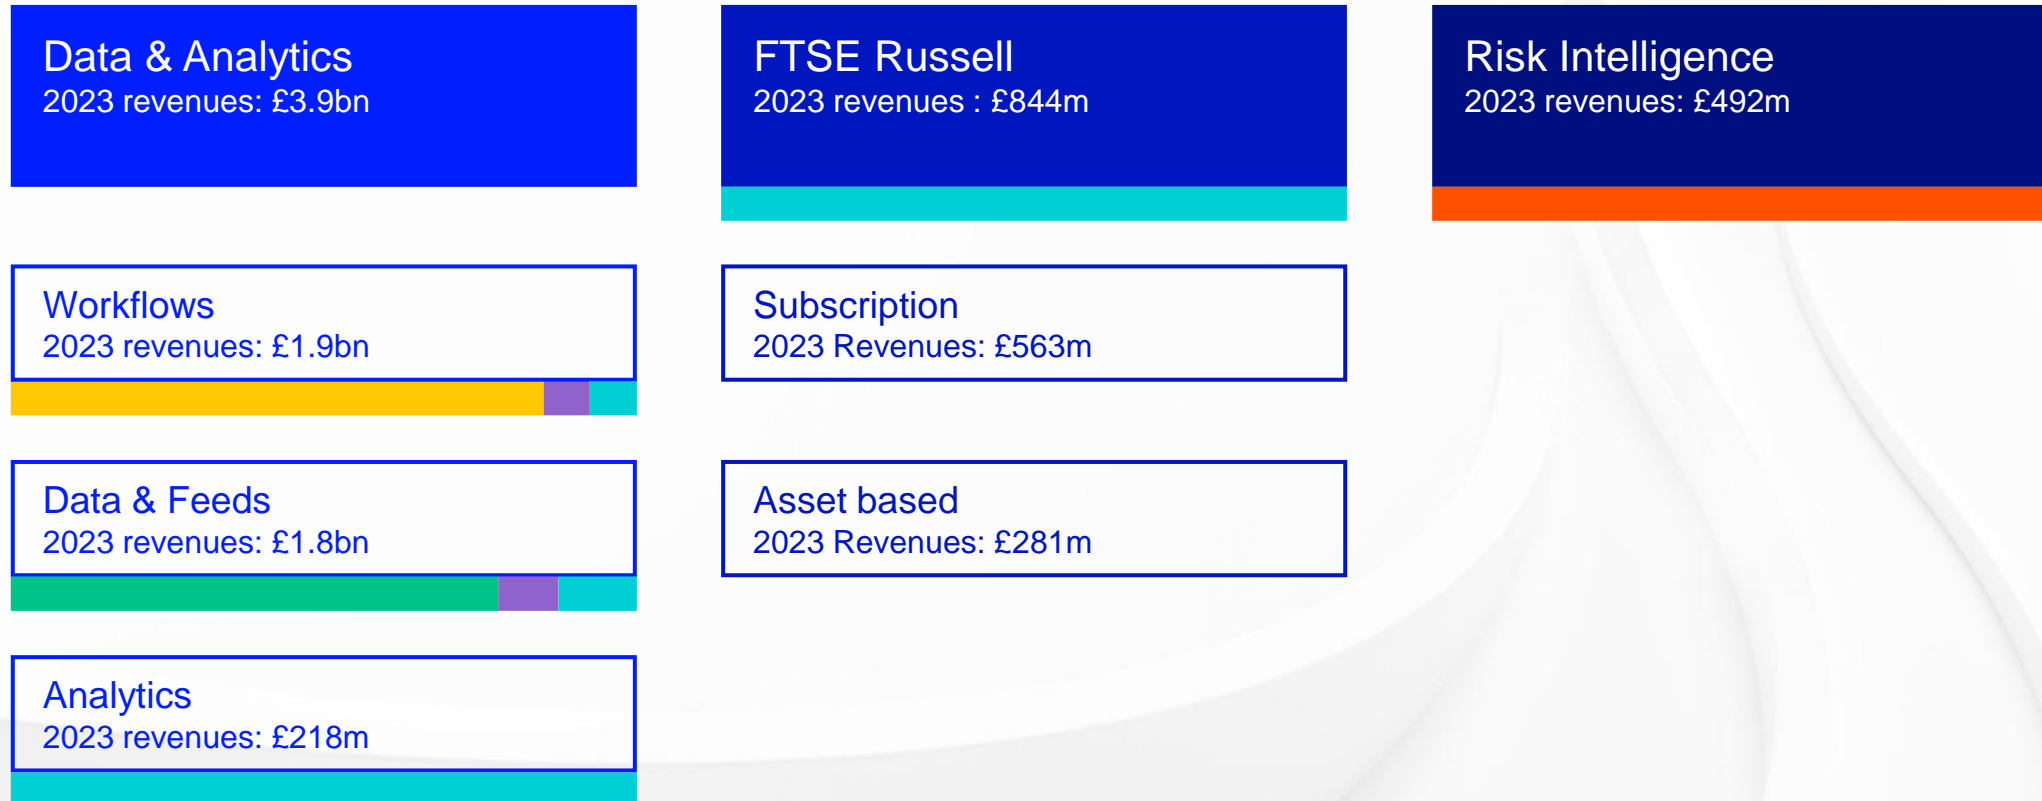 Data & Analytics
2023 revenues: £3.9bn
FTSE Russell
2023 revenues : £844m
Risk Intelligence
2023 revenues: £492m
Workflows
2023 revenues: £1.9bn
Subscription
2023 Revenues: £563m
Data & Feeds
2023 revenues: £1.8bn
Asset based
2023 Revenues: £281m
Analytics
2023 revenues: £218m